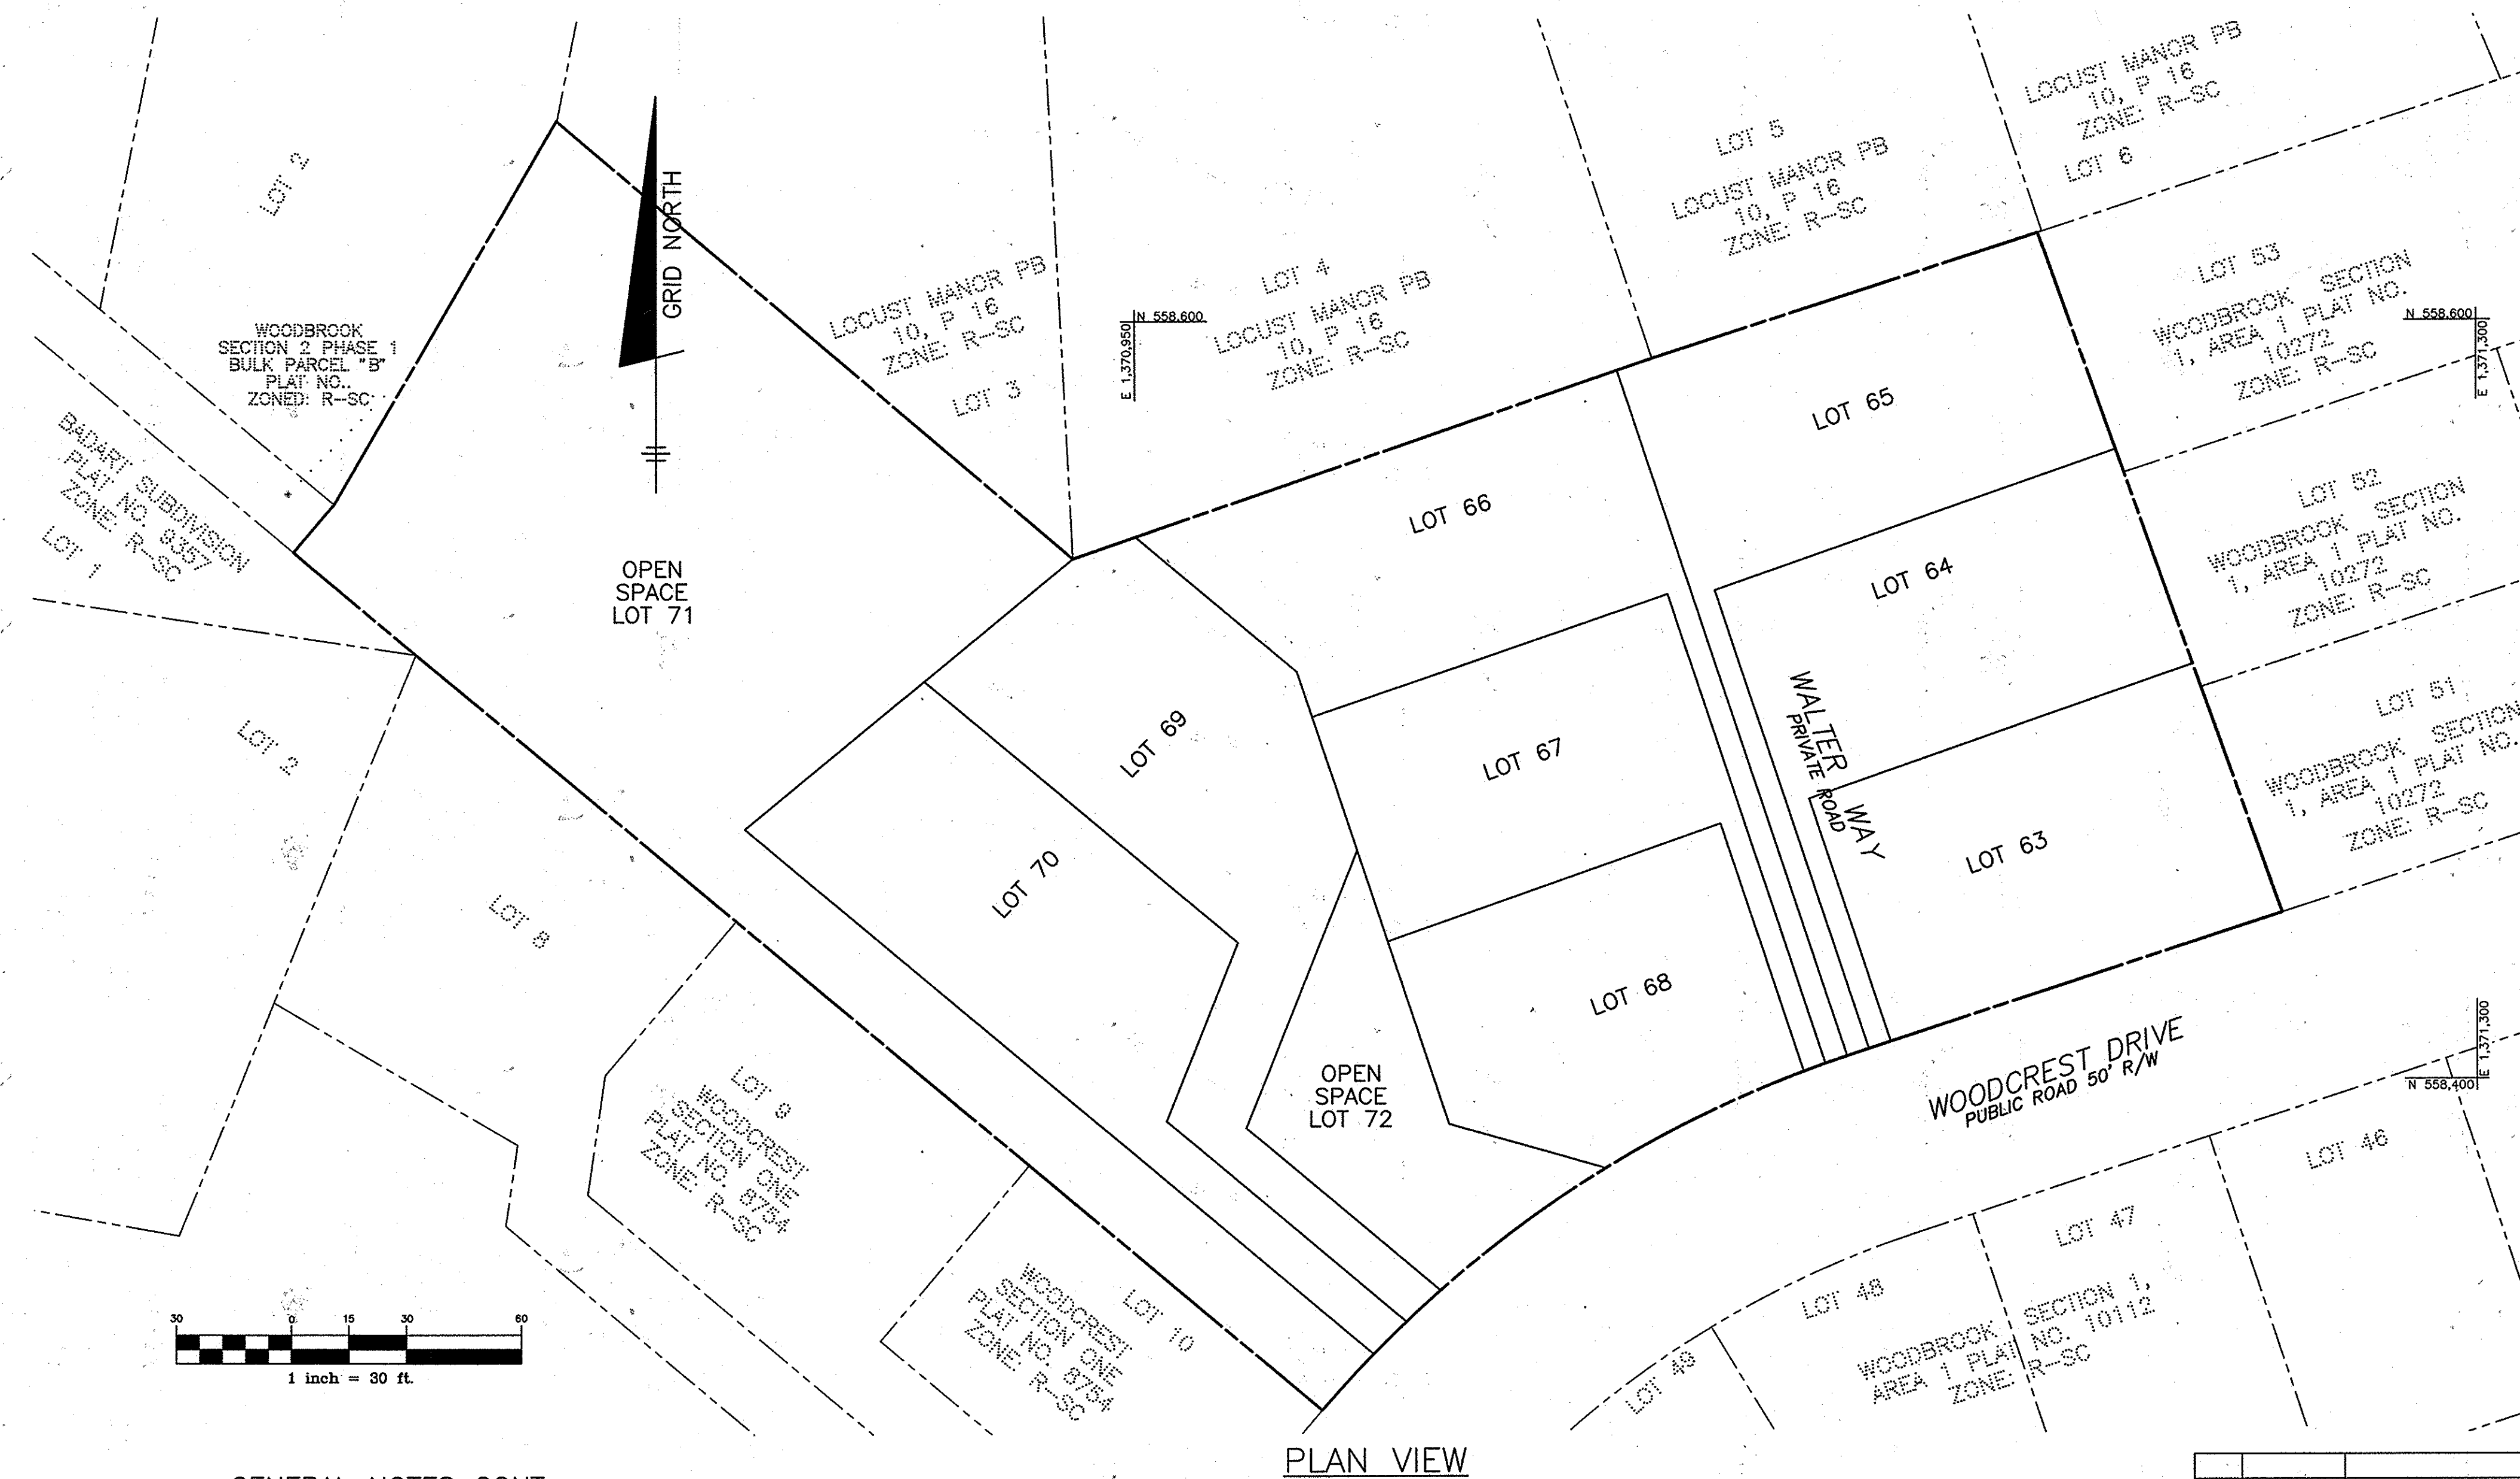 LOCUST MANOR PB
10, P 16
ZONE: R-SC
LOT 6
LOT 5
LOCUST MANOR PB
10, P 16
ZONE: R-SC
LOT 2
GRID NORTH
LOCUST MANOR PB
10, P 16
ZONE: R-SC
LOT 3
LOT 4
LOCUST MANOR PB
10, P 16
ZONE: R-SC
N 558.600
E 1,370,950
N 558.600
E 1,371,300
LOT 53
WOODBROOK SECTION
1, AREA 1 PLAT NO.
10272
ZONE: R-SC
WOODBROOK
SECTION 2 PHASE 1
BULK PARCEL "B"
PLAT NO..
ZONED: R-SC
BADART SUBDIVISION
PLAT NO. 9357
ZONE: R-SC
LOT 1
OPEN
SPACE
LOT 71
LOT 65
LOT 66
LOT 64
LOT 52
WOODBROOK SECTION
1, AREA 1 PLAT NO.
10272
ZONE: R-SC
LOT 51
WOODBROOK SECTION
1, AREA 1 PLAT NO.
10272
ZONE: R-SC
LOT 2
LOT 69
LOT 67
WALTER WAY
PRIVATE ROAD
LOT 63
LOT 70
LOT 8
LOT 68
OPEN
SPACE
LOT 72
WOODCREST DRIVE
PUBLIC ROAD 50' R/W
E 1,371,300
N 558,400
LOT 9
WOODCREST
SECTION ONE
PLAT NO. 8754
ZONE: R-SC
LOT 10
WOODCREST
SECTION ONE
PLAT NO. 8754
ZONE: R-SC
LOT 46
LOT 47
LOT 48
LOT 49
WOODBROOK SECTION 1,
AREA 1 PLAT NO. 10112
ZONE: R-SC
30 0 15 30 60
1 inch = 30 ft.
PLAN VIEW
GENERAL NOTES CONT